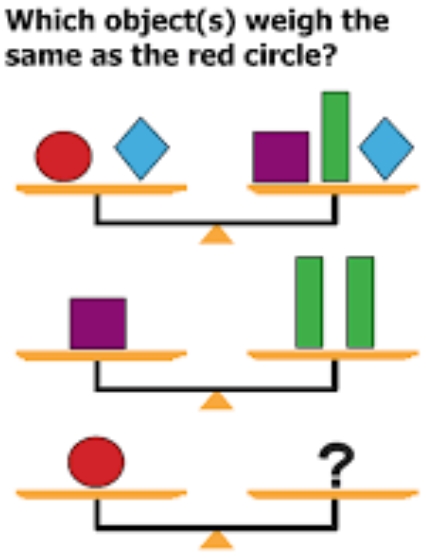 Which object(s) weigh the
same as the red circle?
?